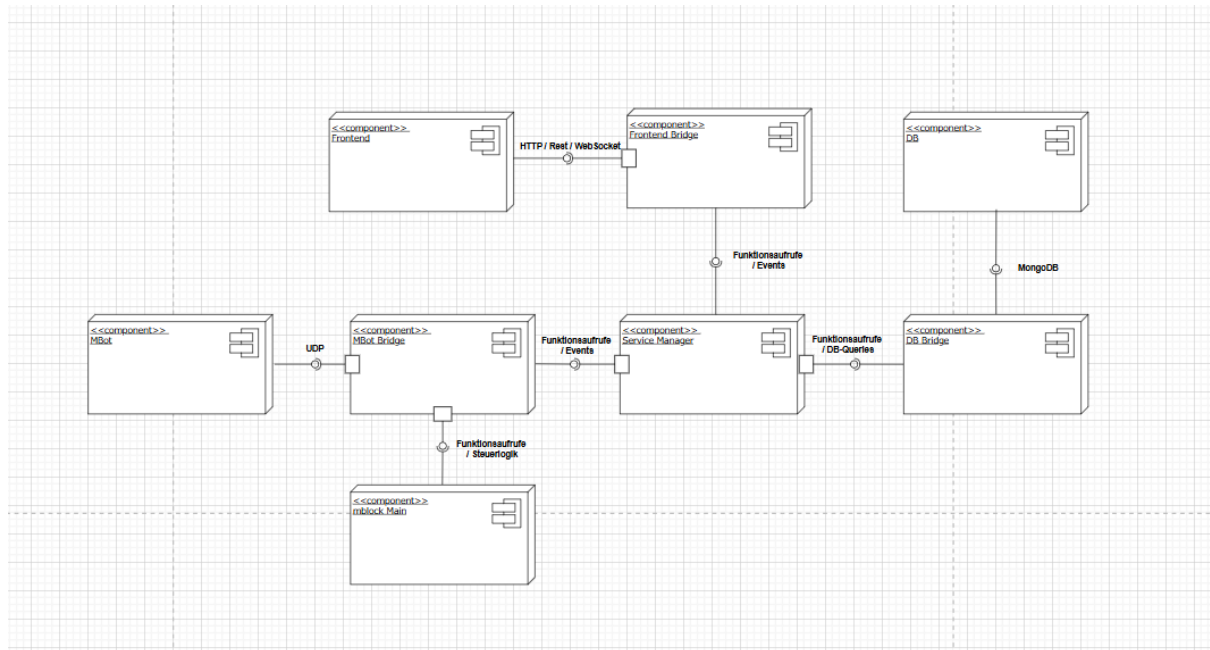 <<component>>
Frontend
HTTP / Rest / WebSocket
<<component>>
Frontend Bridge
<<component>>
DB
Funktionsaufrufe
/ Events
MongoDB
<<component>>
MBot
UDP
<<component>>
MBot Bridge
Funktionsaufrufe
/ Events
<<component>>
Service Manager
Funktionsaufrufe
/ DB-Queries
<<component>>
DB Bridge
Funktionsaufrufe
/ Steuerlogik
<<component>>
mblock Main